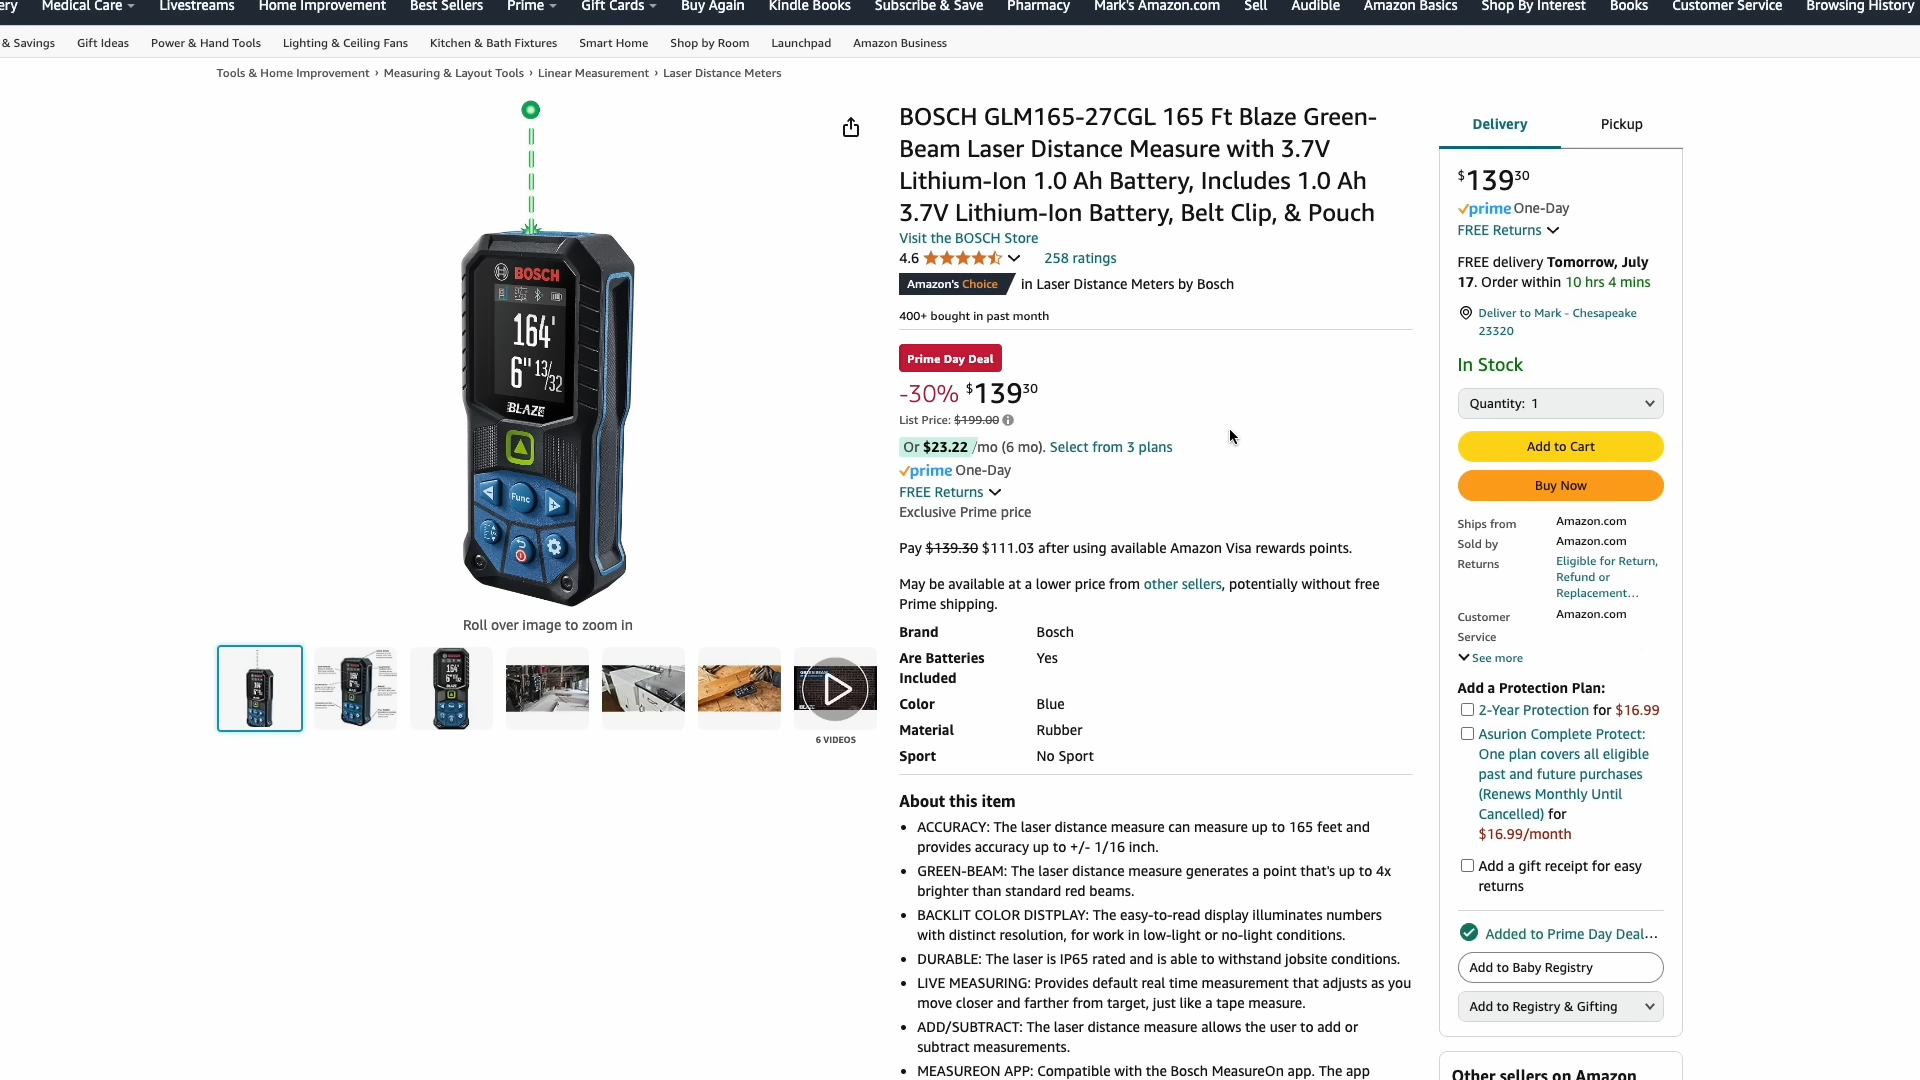 ery Medical Care Livestreams Home Improvement Best Sellers Prime Gift Cards Buy Again Kindle Books Subscribe & Save Pharmacy Mark's Amazon.com Sell Audible Amazon Basics Shop By Interest Books Customer Service Browsing History
& Savings Gift Ideas Power & Hand Tools Lighting & Ceiling Fans Kitchen & Bath Fixtures Smart Home Shop by Room Launchpad Amazon Business
Tools & Home Improvement › Measuring & Layout Tools › Linear Measurement › Laser Distance Meters
BOSCH
164'
6" 13/32
BLAZE
Func
Roll over image to zoom in
6 VIDEOS
BOSCH GLM165-27CGL 165 Ft Blaze Green-
Beam Laser Distance Measure with 3.7V
Lithium-Ion 1.0 Ah Battery, Includes 1.0 Ah
3.7V Lithium-Ion Battery, Belt Clip, & Pouch
Visit the BOSCH Store
4.6 258 ratings
Amazon's Choice in Laser Distance Meters by Bosch
400+ bought in past month
Prime Day Deal
-30% $139 30
List Price: $199.00
Or $23.22 /mo (6 mo). Select from 3 plans
prime One-Day
FREE Returns
Exclusive Prime price
Pay $139.30 $111.03 after using available Amazon Visa rewards points.
May be available at a lower price from other sellers, potentially without free
Prime shipping.
Brand Bosch
Are Batteries Yes
Included
Color Blue
Material Rubber
Sport No Sport
About this item
• ACCURACY: The laser distance measure can measure up to 165 feet and
provides accuracy up to +/- 1/16 inch.
• GREEN-BEAM: The laser distance measure generates a point that's up to 4x
brighter than standard red beams.
• BACKLIT COLOR DISTPLAY: The easy-to-read display illuminates numbers
with distinct resolution, for work in low-light or no-light conditions.
• DURABLE: The laser is IP65 rated and is able to withstand jobsite conditions.
• LIVE MEASURING: Provides default real time measurement that adjusts as you
move closer and farther from target, just like a tape measure.
• ADD/SUBTRACT: The laser distance measure allows the user to add or
subtract measurements.
• MEASUREON APP: Compatible with the Bosch MeasureOn app. The app
Delivery Pickup
$139 30
prime One-Day
FREE Returns
FREE delivery Tomorrow, July
17. Order within 10 hrs 4 mins
Deliver to Mark - Chesapeake
23320
In Stock
Quantity: 1
Add to Cart
Buy Now
Ships from Amazon.com
Sold by Amazon.com
Returns Eligible for Return,
Refund or
Replacement…
Customer Amazon.com
Service
See more
Add a Protection Plan:
2-Year Protection for $16.99
Asurion Complete Protect:
One plan covers all eligible
past and future purchases
(Renews Monthly Until
Cancelled) for
$16.99/month
Add a gift receipt for easy
returns
Added to Prime Day Deal…
Add to Baby Registry
Add to Registry & Gifting
Other sellers on Amazon